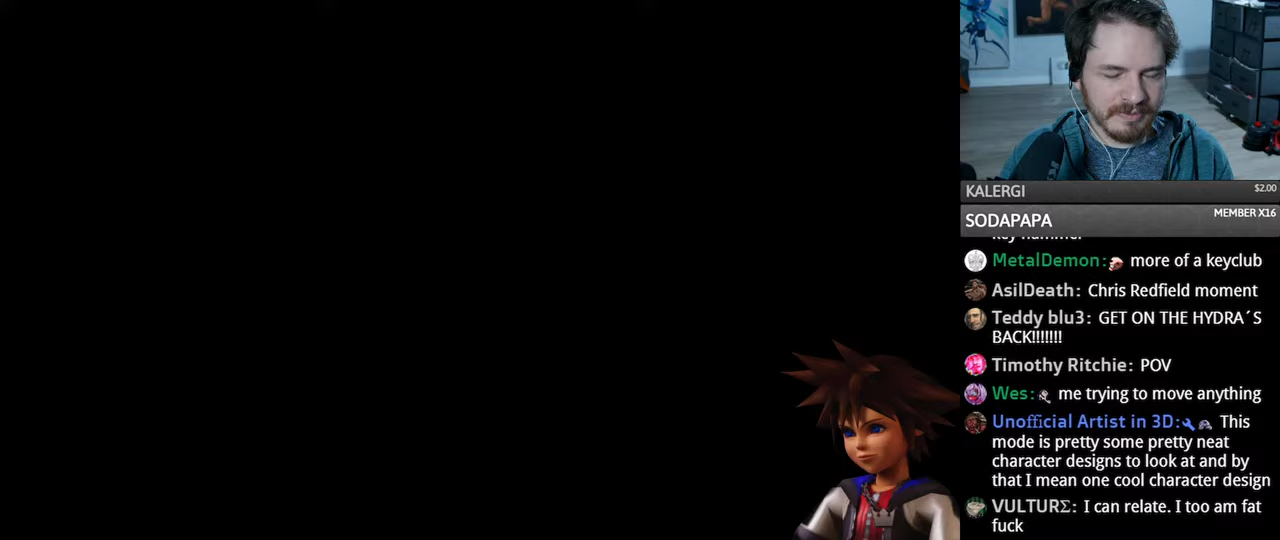 KALERGI
$2.00
SODAPAPA
MEMBER X16
key hammer
MetalDemon: more of a keyclub
AsilDeath: Chris Redfield moment
Teddy blu3: GET ON THE HYDRA´S
BACK!!!!!!!
Timothy Ritchie: POV
Wes: me trying to move anything
Unofficial Artist in 3D: This
mode is pretty some pretty neat
character designs to look at and by
that I mean one cool character design
VULTURΣ: I can relate. I too am fat
fuck